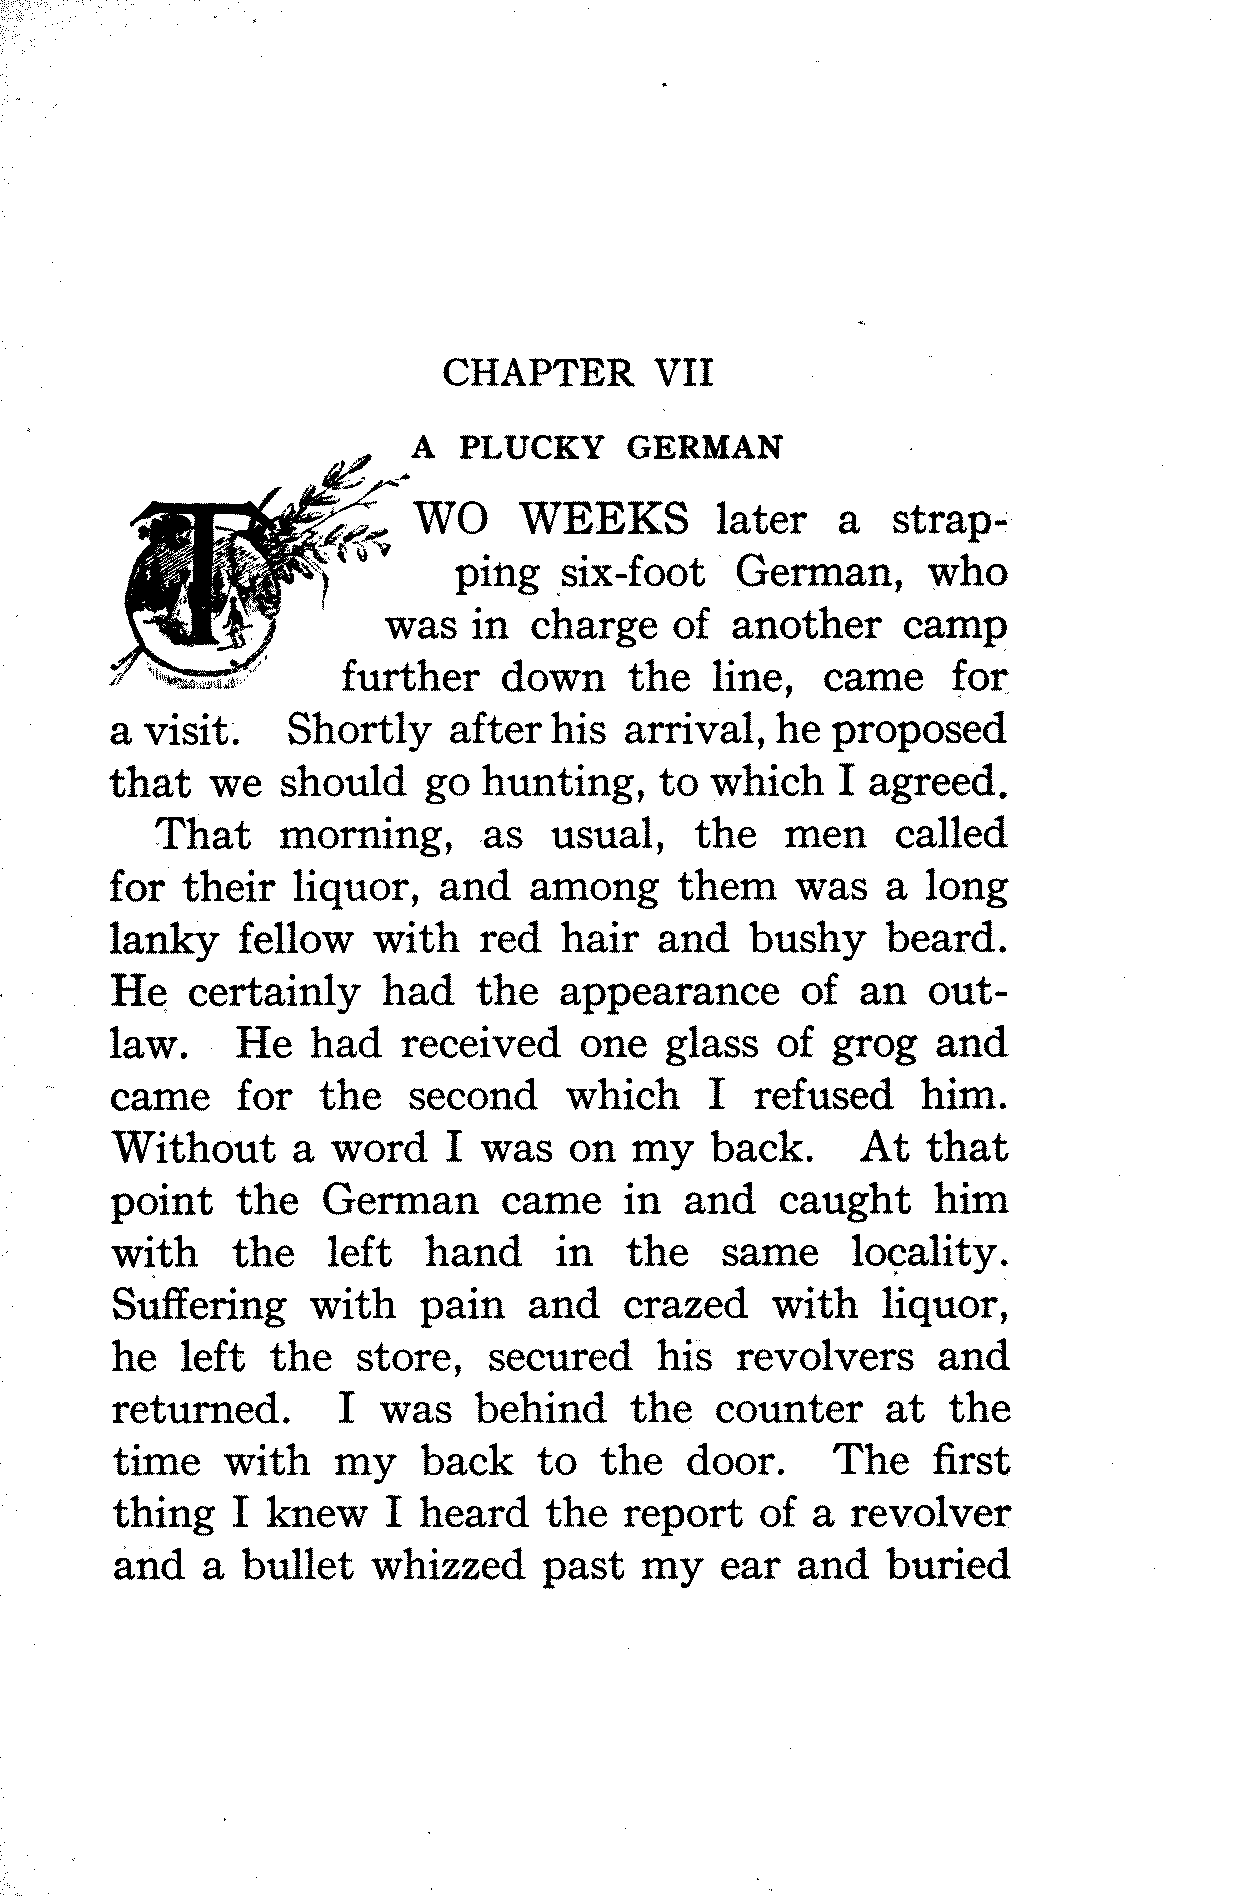 CHAPTER VII
A PLUCKY GERMAN
TWO WEEKS later a strap-
ping six-foot German, who
was in charge of another camp
further down the line, came for
a visit. Shortly after his arrival, he proposed
that we should go hunting, to which I agreed.
That morning, as usual, the men called
for their liquor, and among them was a long
lanky fellow with red hair and bushy beard.
He certainly had the appearance of an out-
law. He had received one glass of grog and
came for the second which I refused him.
Without a word I was on my back. At that
point the German came in and caught him
with the left hand in the same locality.
Suffering with pain and crazed with liquor,
he left the store, secured his revolvers and
returned. I was behind the counter at the
time with my back to the door. The first
thing I knew I heard the report of a revolver
and a bullet whizzed past my ear and buried